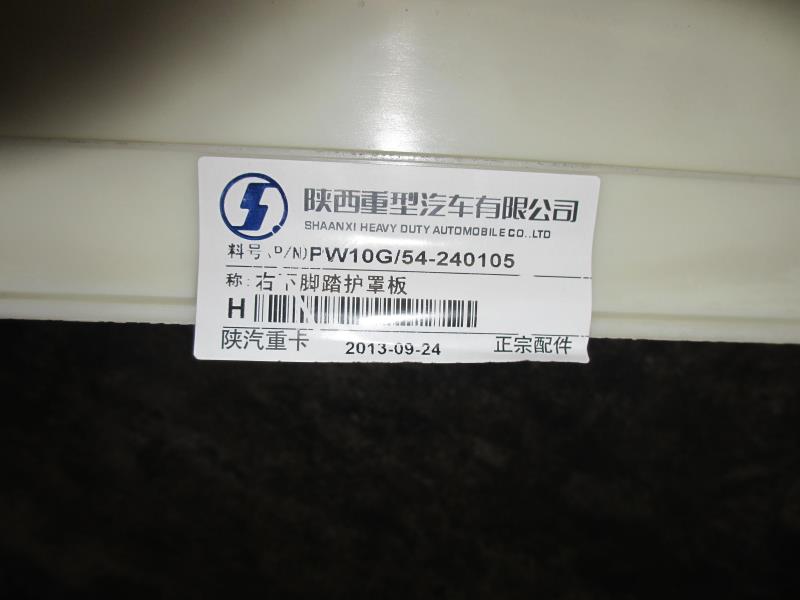 陕西重型汽车有限公司
SHAANXI HEAVY DUTY AUTOMOBILE CO.,LTD
料号(P/N)PW10G/54-240105
称:右下脚踏护罩板
H
陕汽重卡 2013-09-24 正宗配件